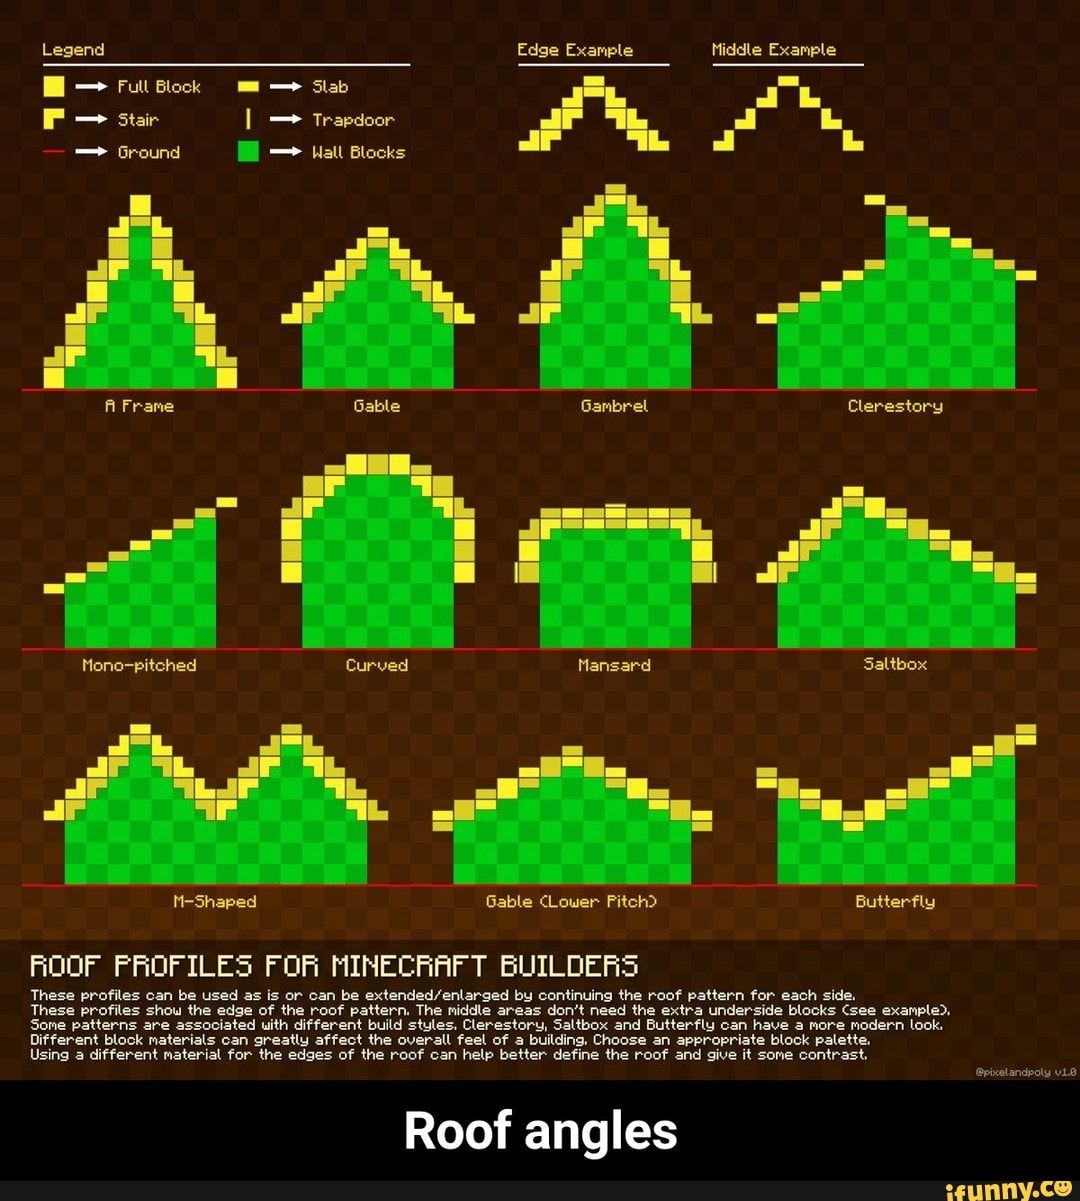 Legend
Full Block
Slab
Stair
Trapdoor
Ground
Wall Blocks
Edge Example
Middle Example
A Frame
Gable
Gambrel
Clerestory
Mono-pitched
Curved
Mansard
Saltbox
M-Shaped
Gable (Lower Pitch)
Butterfly
ROOF PROFILES FOR MINECRAFT BUILDERS
These profiles can be used as is or can be extended/enlarged by continuing the roof pattern for each side.
These profiles show the edge of the roof pattern. The middle areas don't need the extra underside blocks (see example).
Some patterns are associated with different build styles. Clerestory, Saltbox and Butterfly can have a more modern look.
Different block materials can greatly affect the overall feel of a building. Choose an appropriate block palette.
Using a different material for the edges of the roof can help better define the roof and give it some contrast.
@pixelandpoly v1.0
Roof angles
ifunny.co